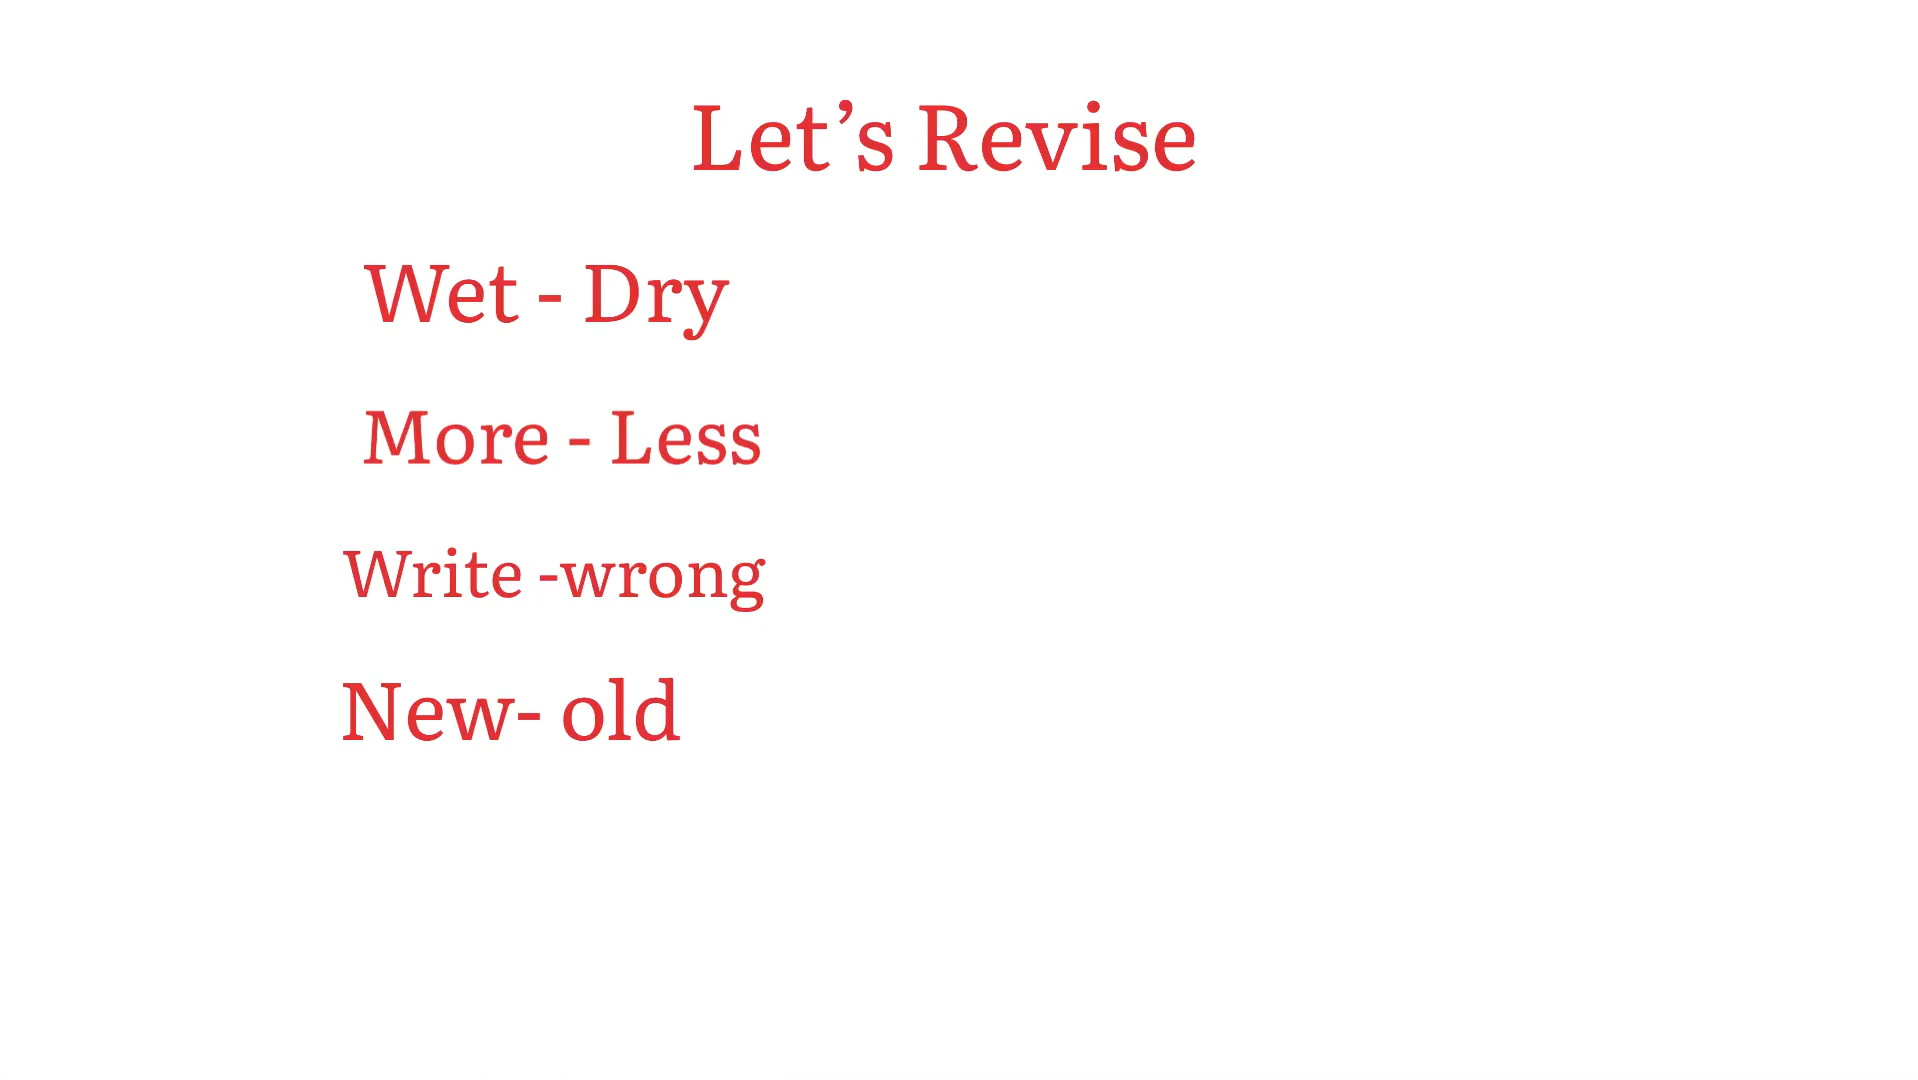 Let’s Revise
Wet - Dry
More - Less
Write -wrong
New- old